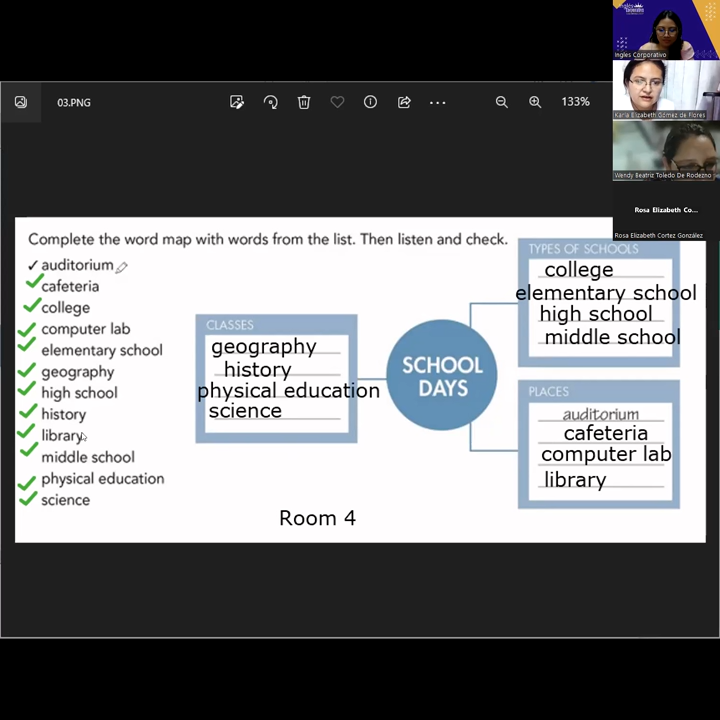 03.PNG
133%
Inglés Corporativo
Karla Elizabeth Gómez de Flores
Wendy Beatriz Toledo De Rodezno
Rosa Elizabeth Co...
Rosa Elizabeth Cortez González
Complete the word map with words from the list. Then listen and check.
✓ auditorium
cafeteria
college
computer lab
elementary school
geography
high school
history
library
middle school
physical education
science
CLASSES
geography
history
physical education
science
SCHOOL
DAYS
TYPES OF SCHOOLS
college
elementary school
high school
middle school
PLACES
auditorium
cafeteria
computer lab
library
Room 4